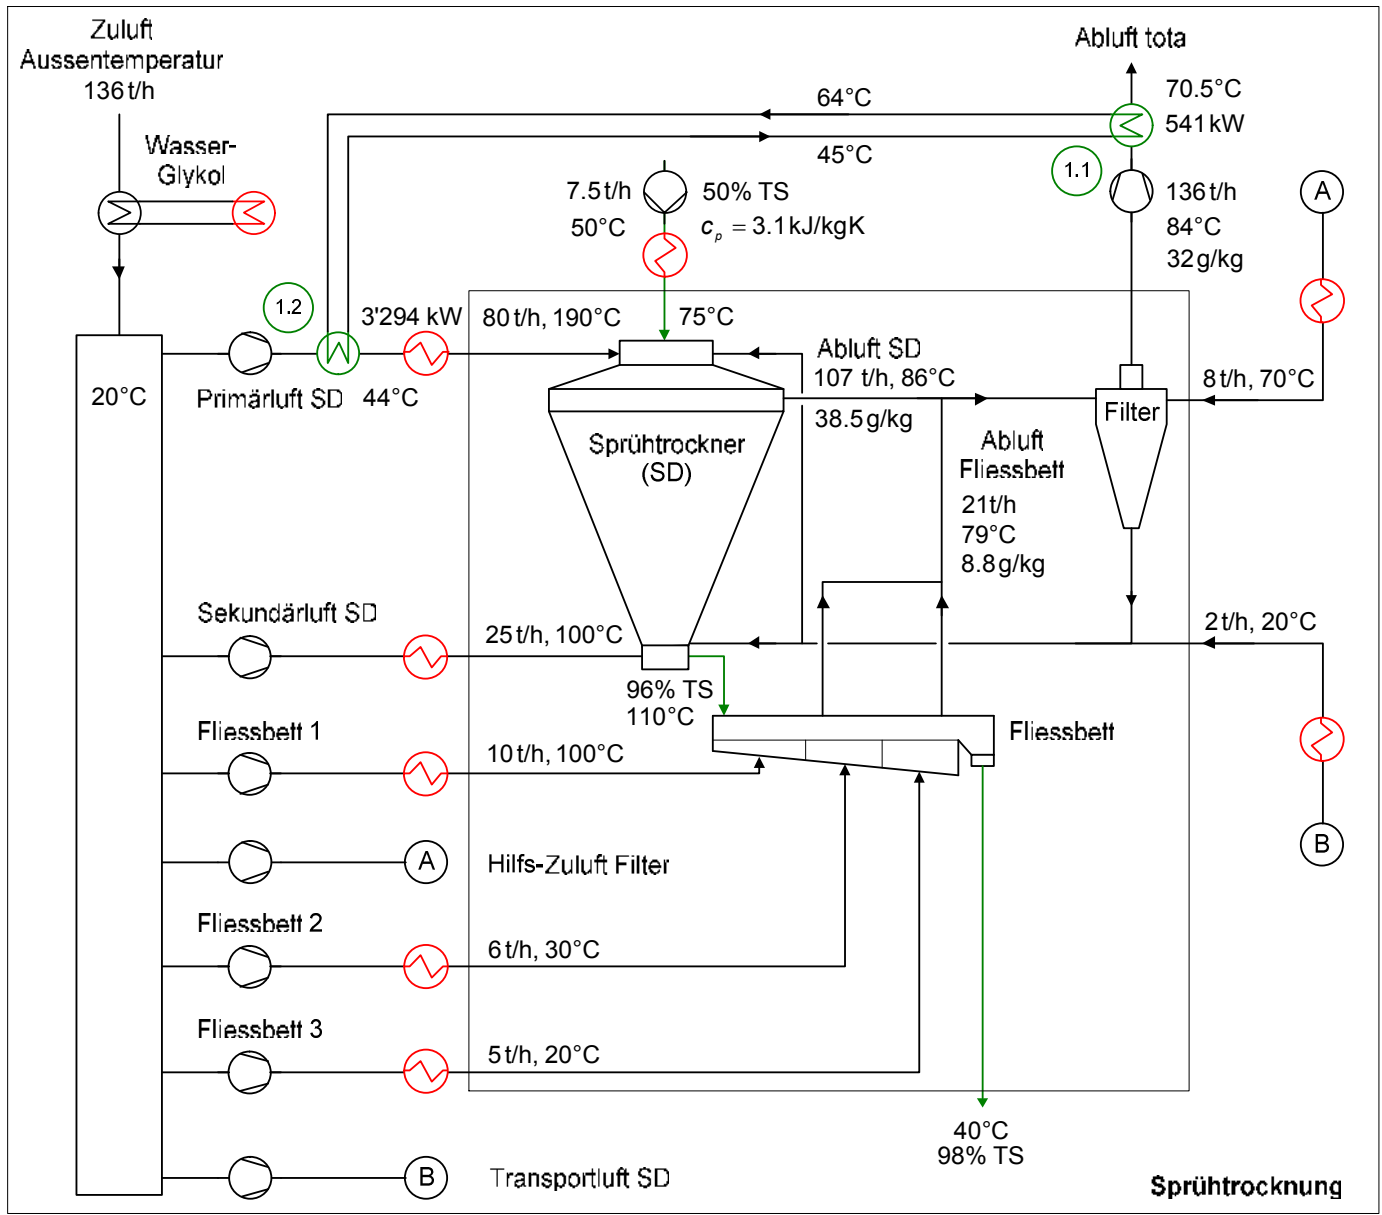 Zuluft
Aussentemperatur
136 t/h
Wasser-
Glykol
Abluft tota
70.5°C
541 kW
64°C
45°C
1.1
136 t/h
84°C
32 g/kg
A
7.5 t/h
50°C
50% TS
cp = 3.1 kJ/kgK
1.2
3'294 kW
80 t/h, 190°C
75°C
20°C
Primärluft SD
44°C
Abluft SD
107 t/h, 86°C
38.5 g/kg
Filter
8 t/h, 70°C
Sprühtrockner
(SD)
Abluft
Fliessbett
21 t/h
79°C
8.8 g/kg
Sekundärluft SD
25 t/h, 100°C
2 t/h, 20°C
96% TS
110°C
Fliessbett 1
10 t/h, 100°C
Fliessbett
A
Hilfs-Zuluft Filter
B
Fliessbett 2
6 t/h, 30°C
Fliessbett 3
5 t/h, 20°C
40°C
98% TS
B
Transportluft SD
Sprühtrocknung